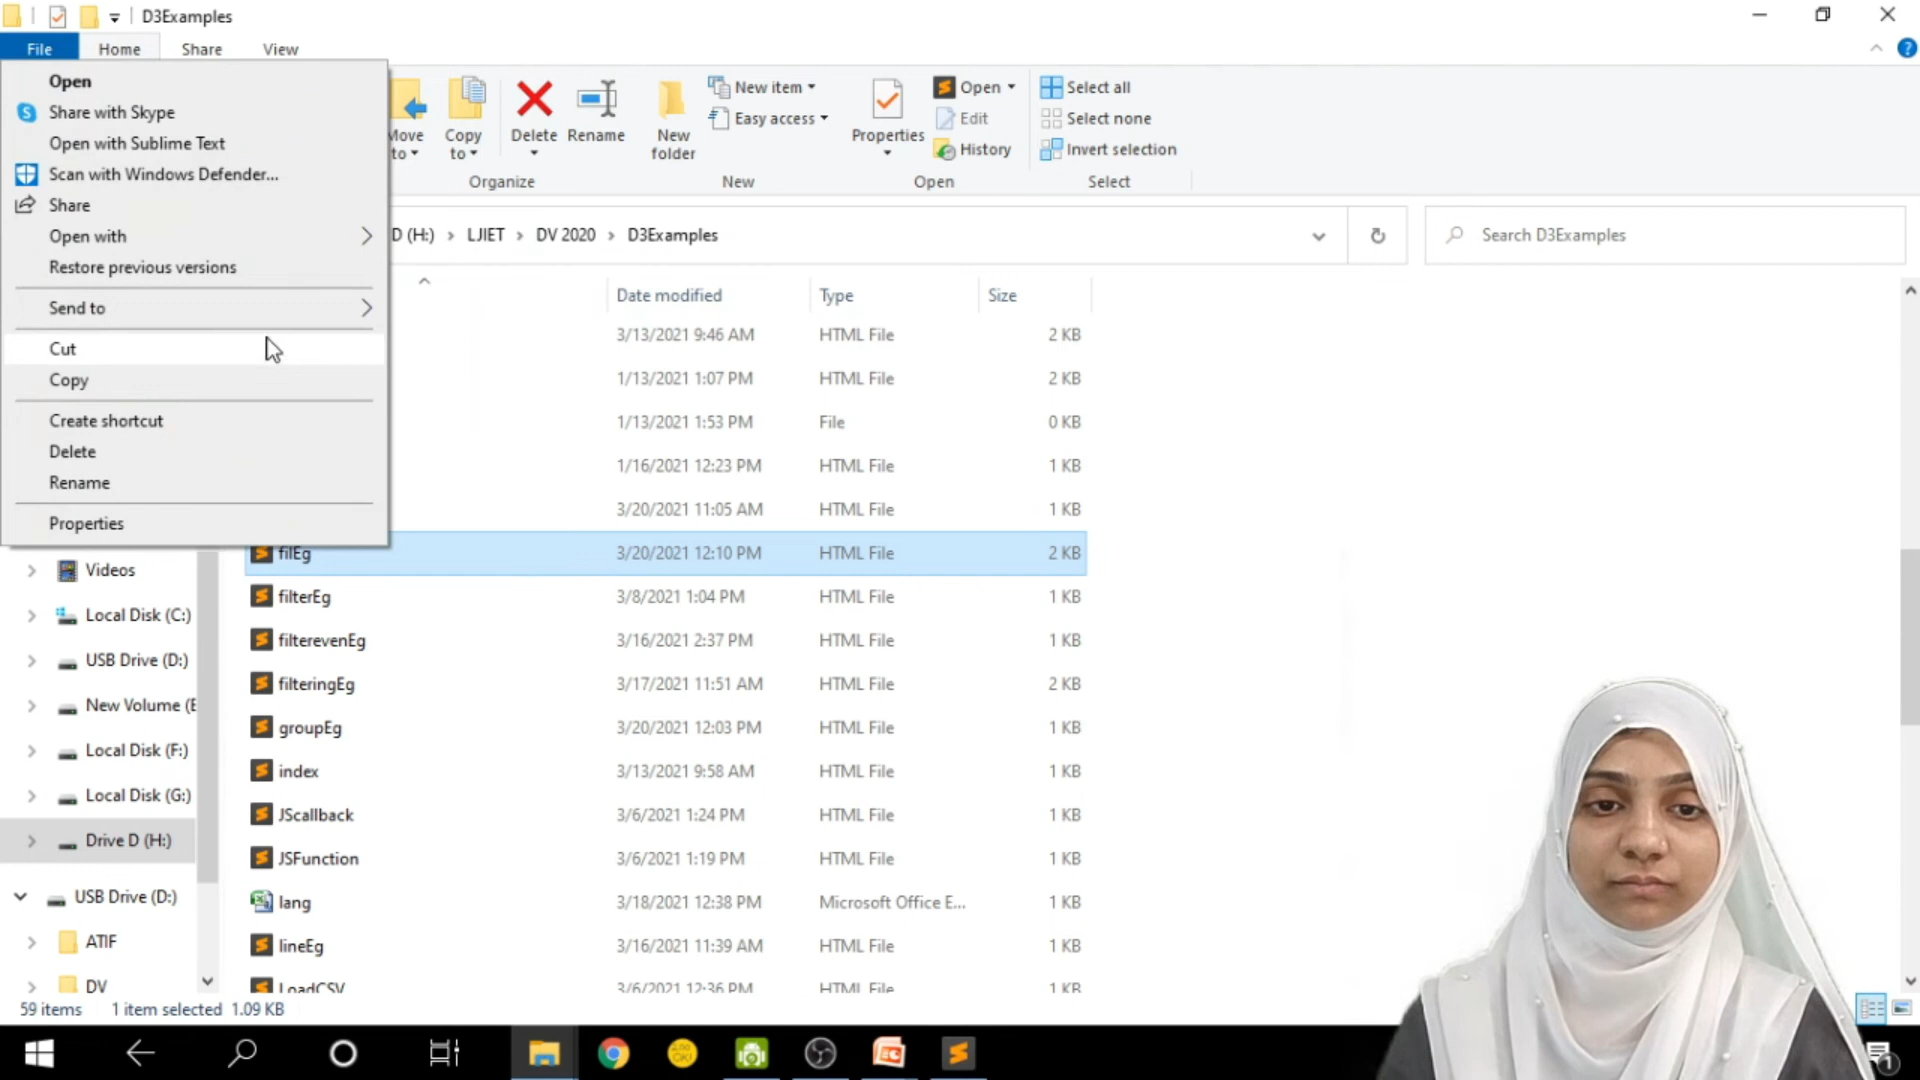 D3Examples
File Home Share View
Open
Share with Skype
Open with Sublime Text
Scan with Windows Defender...
Share
Open with
Restore previous versions
Send to
Cut
Copy
Create shortcut
Delete
Rename
Properties
Move to
Copy to
Delete
Rename
New folder
New item
Easy access
Properties
Open
Edit
History
Select all
Select none
Invert selection
Organize New Open Select
D (H:) › LJIET › DV 2020 › D3Examples
Search D3Examples
Date modified Type Size
3/13/2021 9:46 AM HTML File 2 KB
1/13/2021 1:07 PM HTML File 2 KB
1/13/2021 1:53 PM File 0 KB
1/16/2021 12:23 PM HTML File 1 KB
3/20/2021 11:05 AM HTML File 1 KB
filEg 3/20/2021 12:10 PM HTML File 2 KB
filterEg 3/8/2021 1:04 PM HTML File 1 KB
filterevenEg 3/16/2021 2:37 PM HTML File 1 KB
filteringEg 3/17/2021 11:51 AM HTML File 2 KB
groupEg 3/20/2021 12:03 PM HTML File 1 KB
index 3/13/2021 9:58 AM HTML File 1 KB
JScallback 3/6/2021 1:24 PM HTML File 1 KB
JSFunction 3/6/2021 1:19 PM HTML File 1 KB
lang 3/18/2021 12:38 PM Microsoft Office E... 1 KB
lineEg 3/16/2021 11:39 AM HTML File 1 KB
LoadCSV 3/6/2021 12:36 PM HTML File 1 KB
Videos
Local Disk (C:)
USB Drive (D:)
New Volume (E
Local Disk (F:)
Local Disk (G:)
Drive D (H:)
USB Drive (D:)
ATIF
DV
59 items 1 item selected 1.09 KB
1